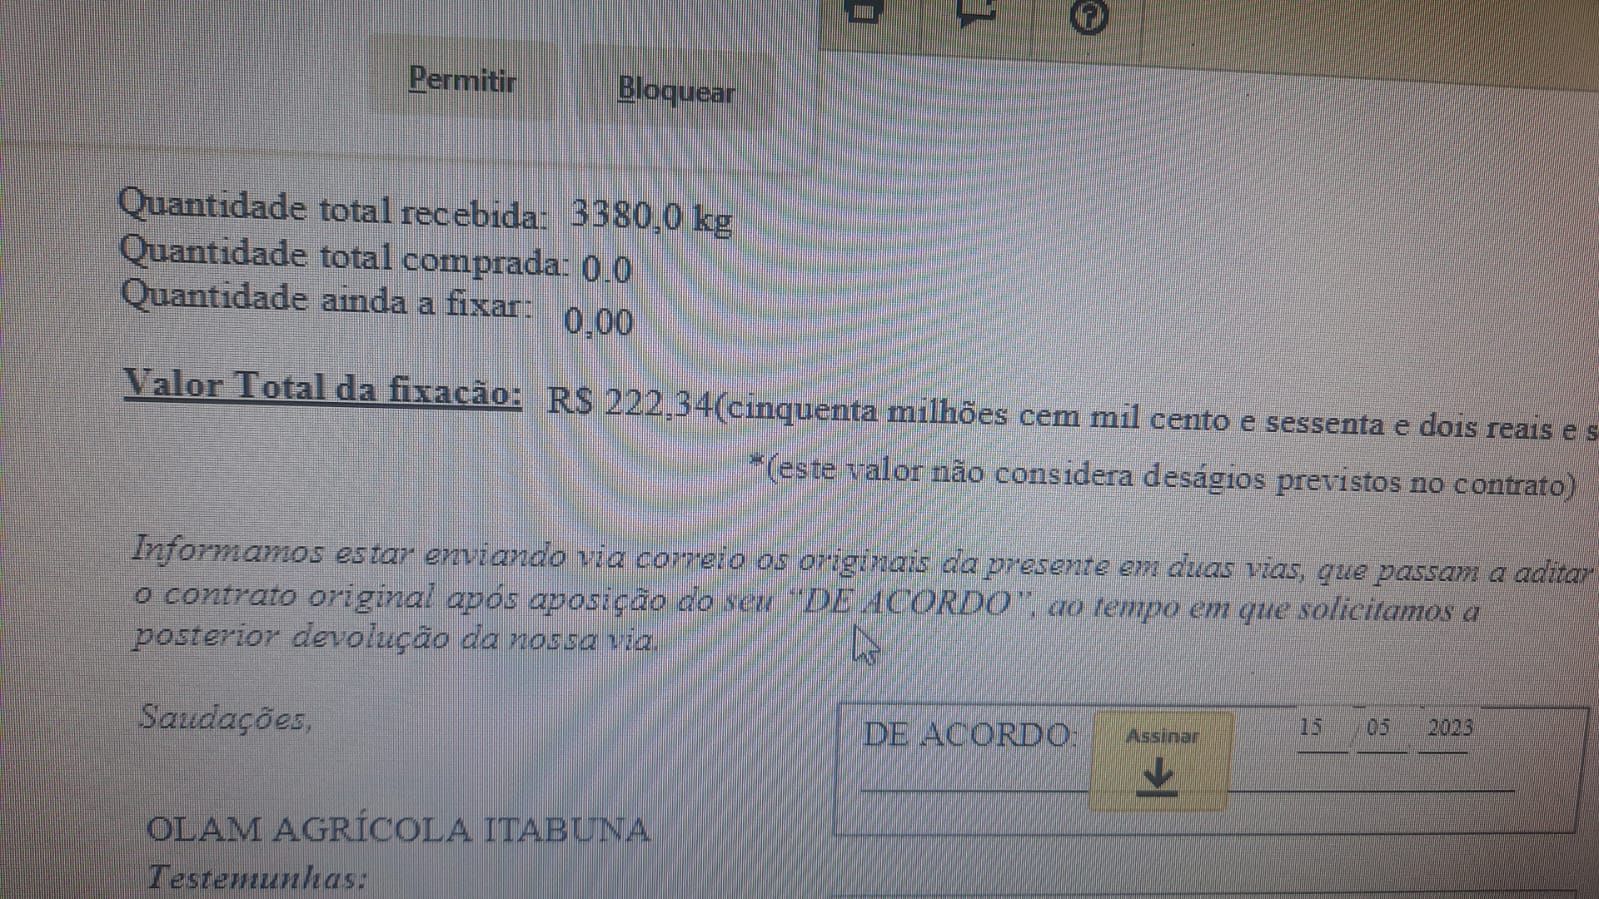 Permitir Bloquear
Quantidade total recebida: 3380,0 kg
Quantidade total comprada: 0.0
Quantidade ainda a fixar: 0,00
Valor Total da fixacão: R$ 222,34(cinquenta milhões cem mil cento e sessenta e dois reais e s
*(este valor não considera deságios previstos no contrato)
Informamos estar enviando via correio os originais da presente em duas vias, que passam a aditar
o contrato original após aposição do seu "DE ACORDO", ao tempo em que solicitamos a
posterior devolução da nossa via.
Saudações,
DE ACORDO: Assinar 15 / 05 2023
OLAM AGRÍCOLA ITABUNA
Testemunhas: